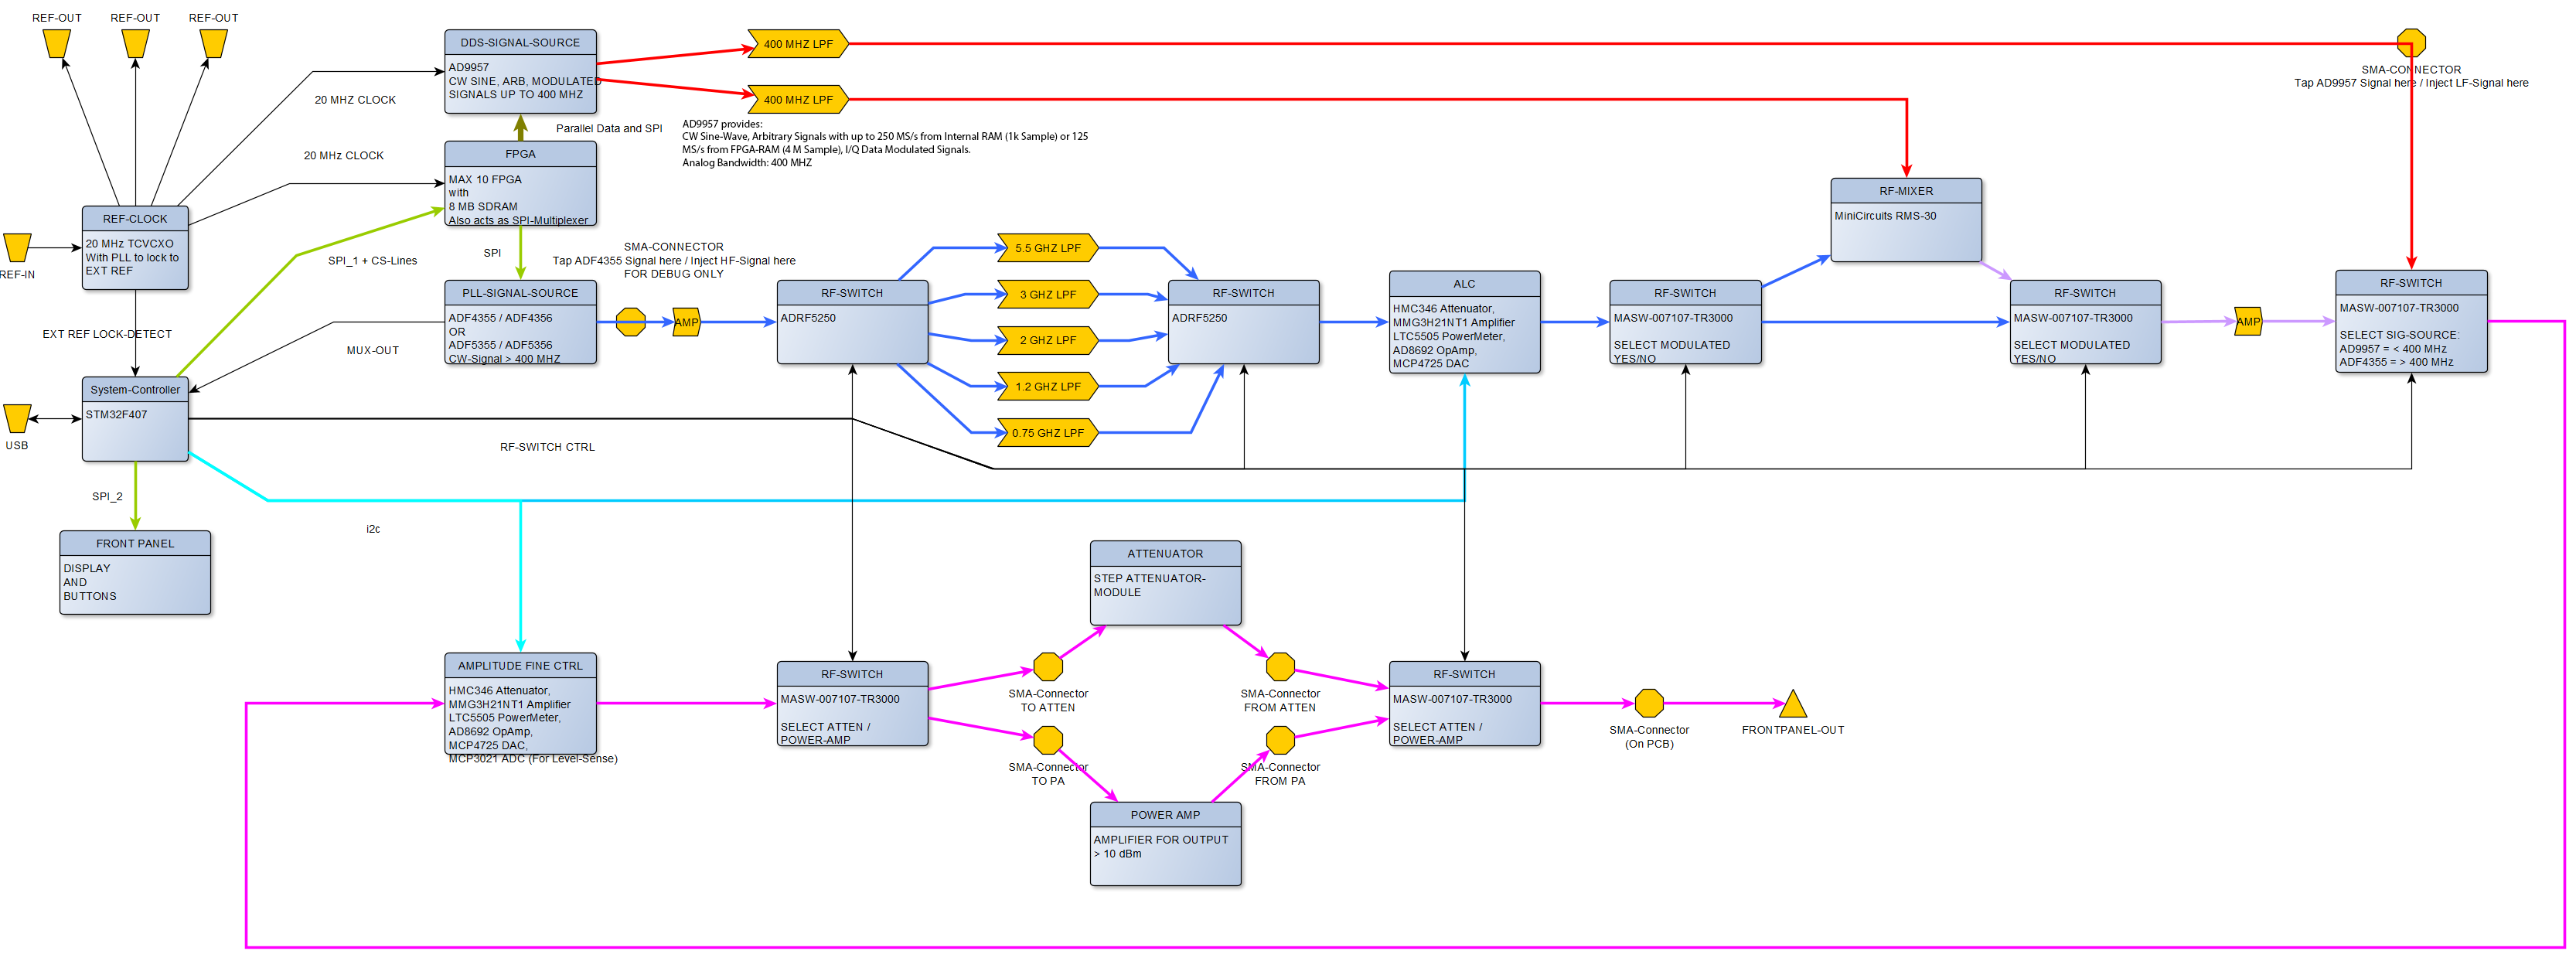 REF-OUT
REF-OUT
REF-OUT
DDS-SIGNAL-SOURCE
AD9957
CW SINE, ARB, MODULATED
SIGNALS UP TO 400 MHZ
400 MHZ LPF
400 MHZ LPF
SMA-CONNECTOR
Tap AD9957 Signal here / Inject LF-Signal here
20 MHZ CLOCK
Parallel Data and SPI
AD9957 provides:
CW Sine-Wave, Arbitrary Signals with up to 250 MS/s from Internal RAM (1k Sample) or 125
MS/s from FPGA-RAM (4 M Sample), I/Q Data Modulated Signals.
Analog Bandwidth: 400 MHZ
20 MHz CLOCK
FPGA
MAX 10 FPGA
with
8 MB SDRAM
Also acts as SPI-Multiplexer
RF-MIXER
MiniCircuits RMS-30
REF-CLOCK
20 MHz TCVCXO
With PLL to lock to
EXT REF
REF-IN
SPI_1 + CS-Lines
SPI
SMA-CONNECTOR
Tap ADF4355 Signal here / Inject HF-Signal here
FOR DEBUG ONLY
PLL-SIGNAL-SOURCE
ADF4355 / ADF4356
OR
ADF5355 / ADF5356
CW-Signal > 400 MHZ
AMP
RF-SWITCH
ADRF5250
5.5 GHZ LPF
3 GHZ LPF
2 GHZ LPF
1.2 GHZ LPF
0.75 GHZ LPF
RF-SWITCH
ADRF5250
ALC
HMC346 Attenuator,
MMG3H21NT1 Amplifier
LTC5505 PowerMeter,
AD8692 OpAmp,
MCP4725 DAC
RF-SWITCH
MASW-007107-TR3000
SELECT MODULATED
YES/NO
RF-SWITCH
MASW-007107-TR3000
SELECT MODULATED
YES/NO
AMP
RF-SWITCH
MASW-007107-TR3000
SELECT SIG-SOURCE:
AD9957 = < 400 MHz
ADF4355 = > 400 MHz
EXT REF LOCK-DETECT
MUX-OUT
System-Controller
STM32F407
USB
RF-SWITCH CTRL
SPI_2
i2c
FRONT PANEL
DISPLAY
AND
BUTTONS
ATTENUATOR
STEP ATTENUATOR-
MODULE
AMPLITUDE FINE CTRL
HMC346 Attenuator,
MMG3H21NT1 Amplifier
LTC5505 PowerMeter,
AD8692 OpAmp,
MCP4725 DAC,
MCP3021 ADC (For Level-Sense)
RF-SWITCH
MASW-007107-TR3000
SELECT ATTEN /
POWER-AMP
SMA-Connector
TO ATTEN
SMA-Connector
FROM ATTEN
SMA-Connector
TO PA
SMA-Connector
FROM PA
RF-SWITCH
MASW-007107-TR3000
SELECT ATTEN /
POWER-AMP
SMA-Connector
(On PCB)
FRONTPANEL-OUT
POWER AMP
AMPLIFIER FOR OUTPUT
> 10 dBm